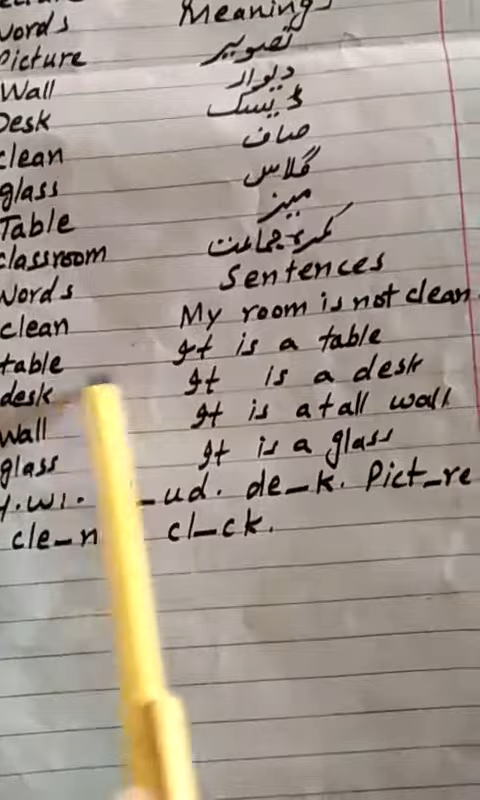 Words Meanings
Picture تصویر
Wall دیوار
Desk ڈیسک
clean صاف
glass گلاس
Table میز
classroom کمرہ جماعت
Words Sentences
clean My room is not clean.
table It is a table
desk It is a desk
Wall It is a tall wall
glass It is a glass
_ud. de_k. Pict_re
cle_n cl_ck.